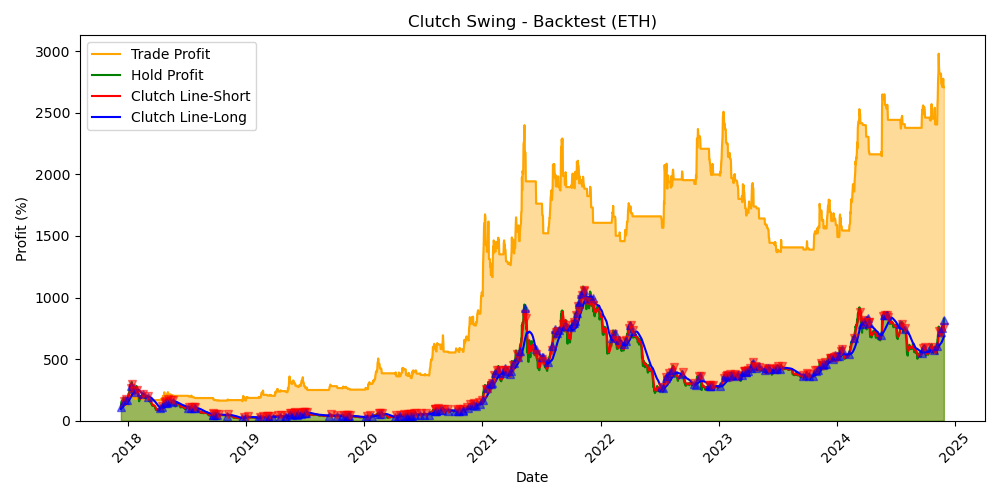 Clutch Swing - Backtest (ETH)
Trade Profit
Hold Profit
Clutch Line-Short
Clutch Line-Long
Profit (%)
3000
2500
2000
1500
1000
500
0
2018
2019
2020
2021
2022
2023
2024
2025
Date